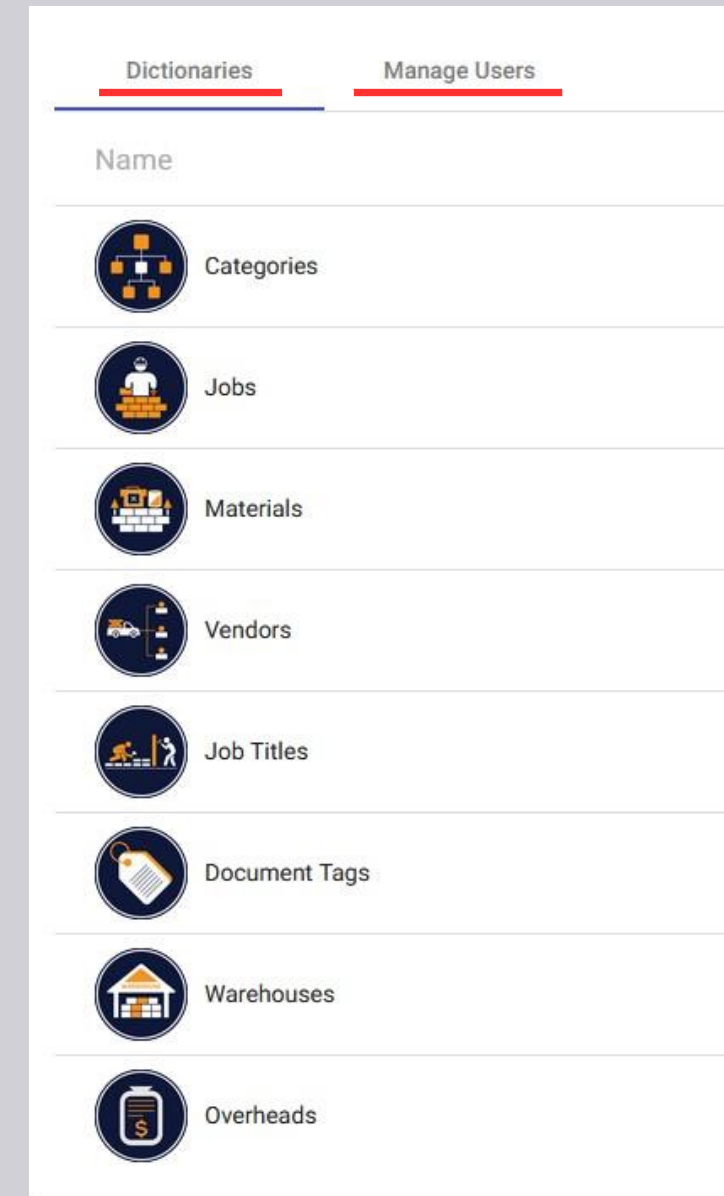 Dictionaries Manage Users
Name
Categories
Jobs
Materials
Vendors
Job Titles
Document Tags
Warehouses
Overheads
$